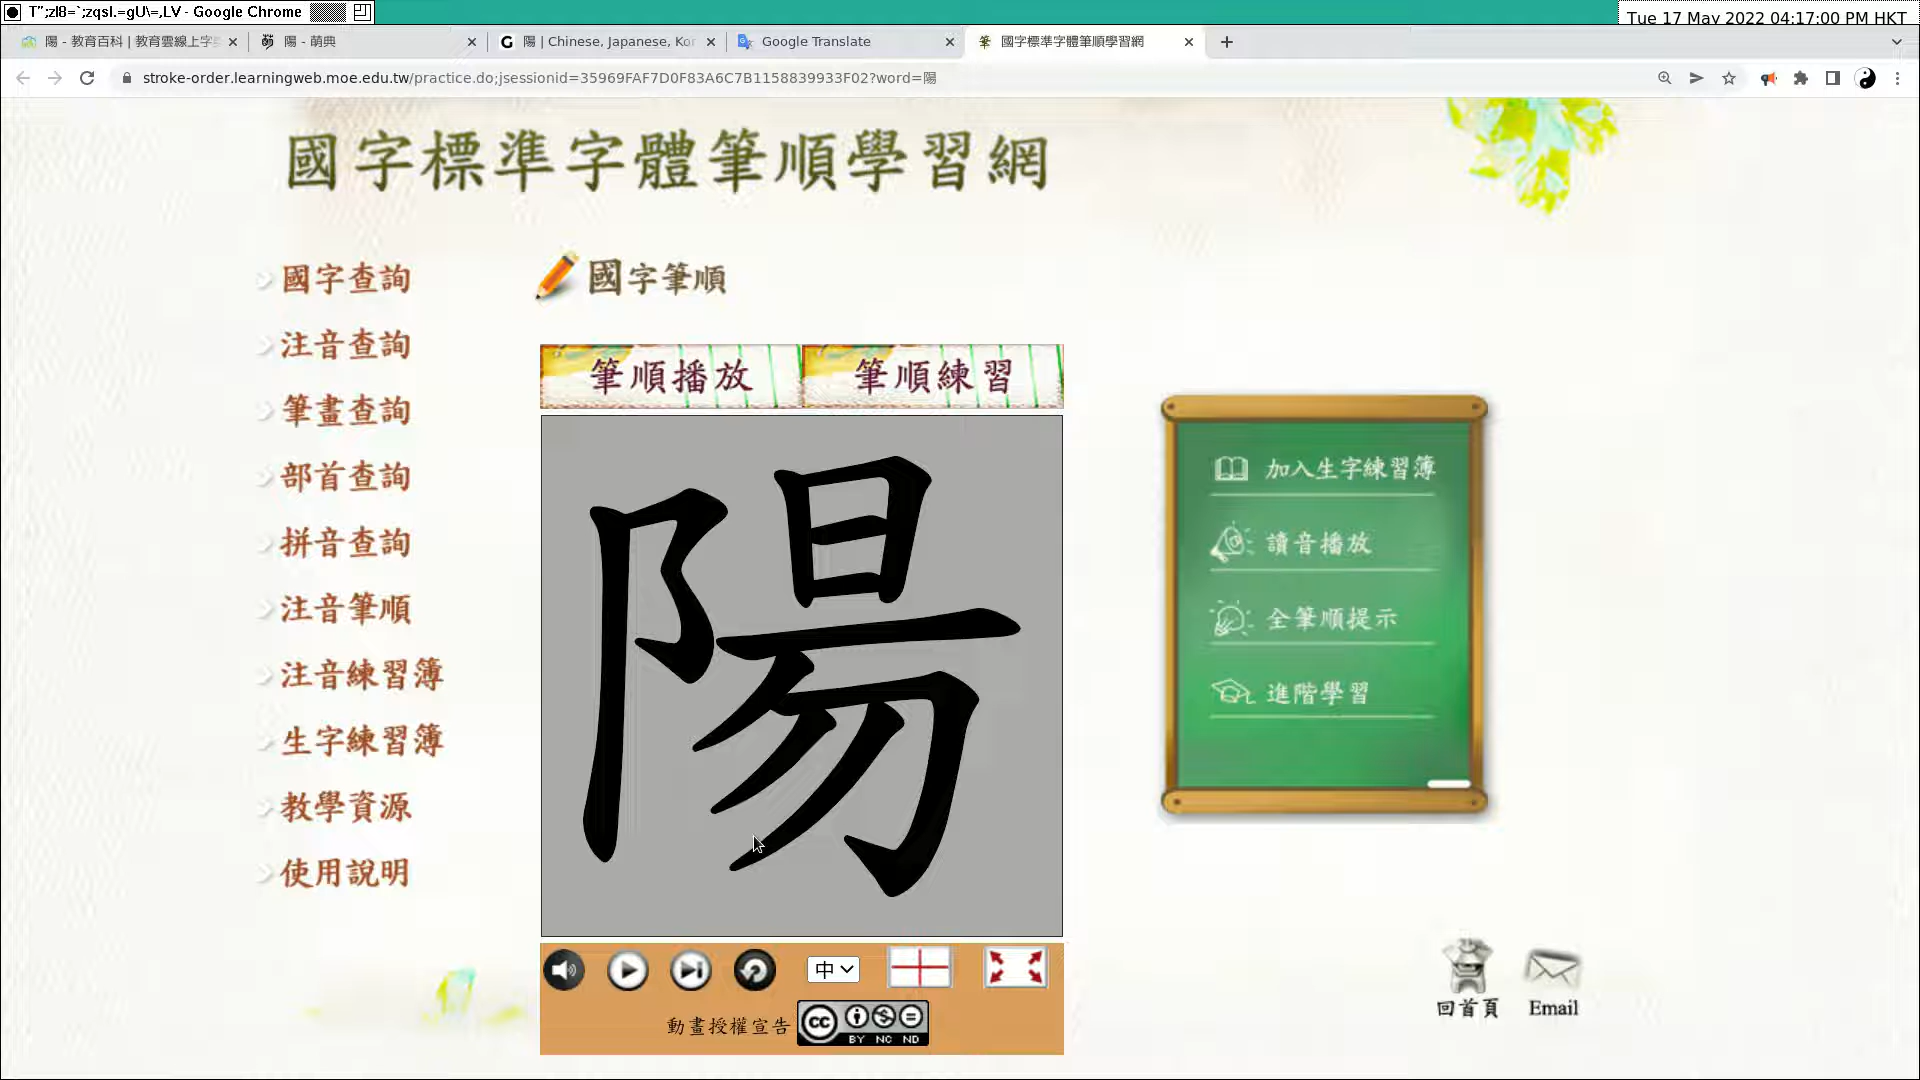 T";zl8=`;zqsl.=gU\=,LV - Google Chrome
Tue 17 May 2022 04:17:00 PM HKT
陽 - 教育百科 | 教育雲線上字
陽 - 萌典
陽 | Chinese, Japanese, Kor
Google Translate
國字標準字體筆順學習網
stroke-order.learningweb.moe.edu.tw/practice.do;jsessionid=35969FAF7D0F83A6C7B1158839933F02?word=陽
國字標準字體筆順學習網
國字查詢
注音查詢
筆畫查詢
部首查詢
拼音查詢
注音筆順
注音練習簿
生字練習簿
教學資源
使用說明
國字筆順
筆順播放
筆順練習
陽
中
動畫授權宣告
CC BY NC ND
加入生字練習簿
讀音播放
全筆順提示
進階學習
回首頁
Email